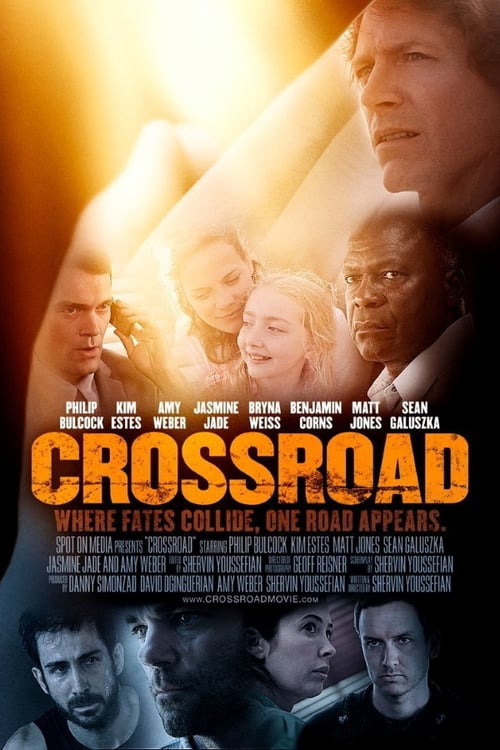 PHILIP KIM AMY JASMINE BRYNA BENJAMIN MATT SEAN
BULCOCK ESTES WEBER JADE WEISS CORNS JONES GALUSZKA
CROSSROAD
WHERE FATES COLLIDE, ONE ROAD APPEARS.
SPOT ON MEDIA PRESENTS "CROSSROAD" STARRING PHILIP BULCOCK KIM ESTES MATT JONES SEAN GALUSZKA
JASMINE JADE AND AMY WEBER EDITED BY SHERVIN YOUSSEFIAN DIRECTOR OF PHOTOGRAPHY GEOFF REISNER SCREENPLAY BY SHERVIN YOUSSEFIAN
PRODUCED BY DANNY SIMONZAD DAVID DGINGUERIAN AMY WEBER SHERVIN YOUSSEFIAN WRITTEN & DIRECTED BY SHERVIN YOUSSEFIAN
WWW.CROSSROADMOVIE.COM